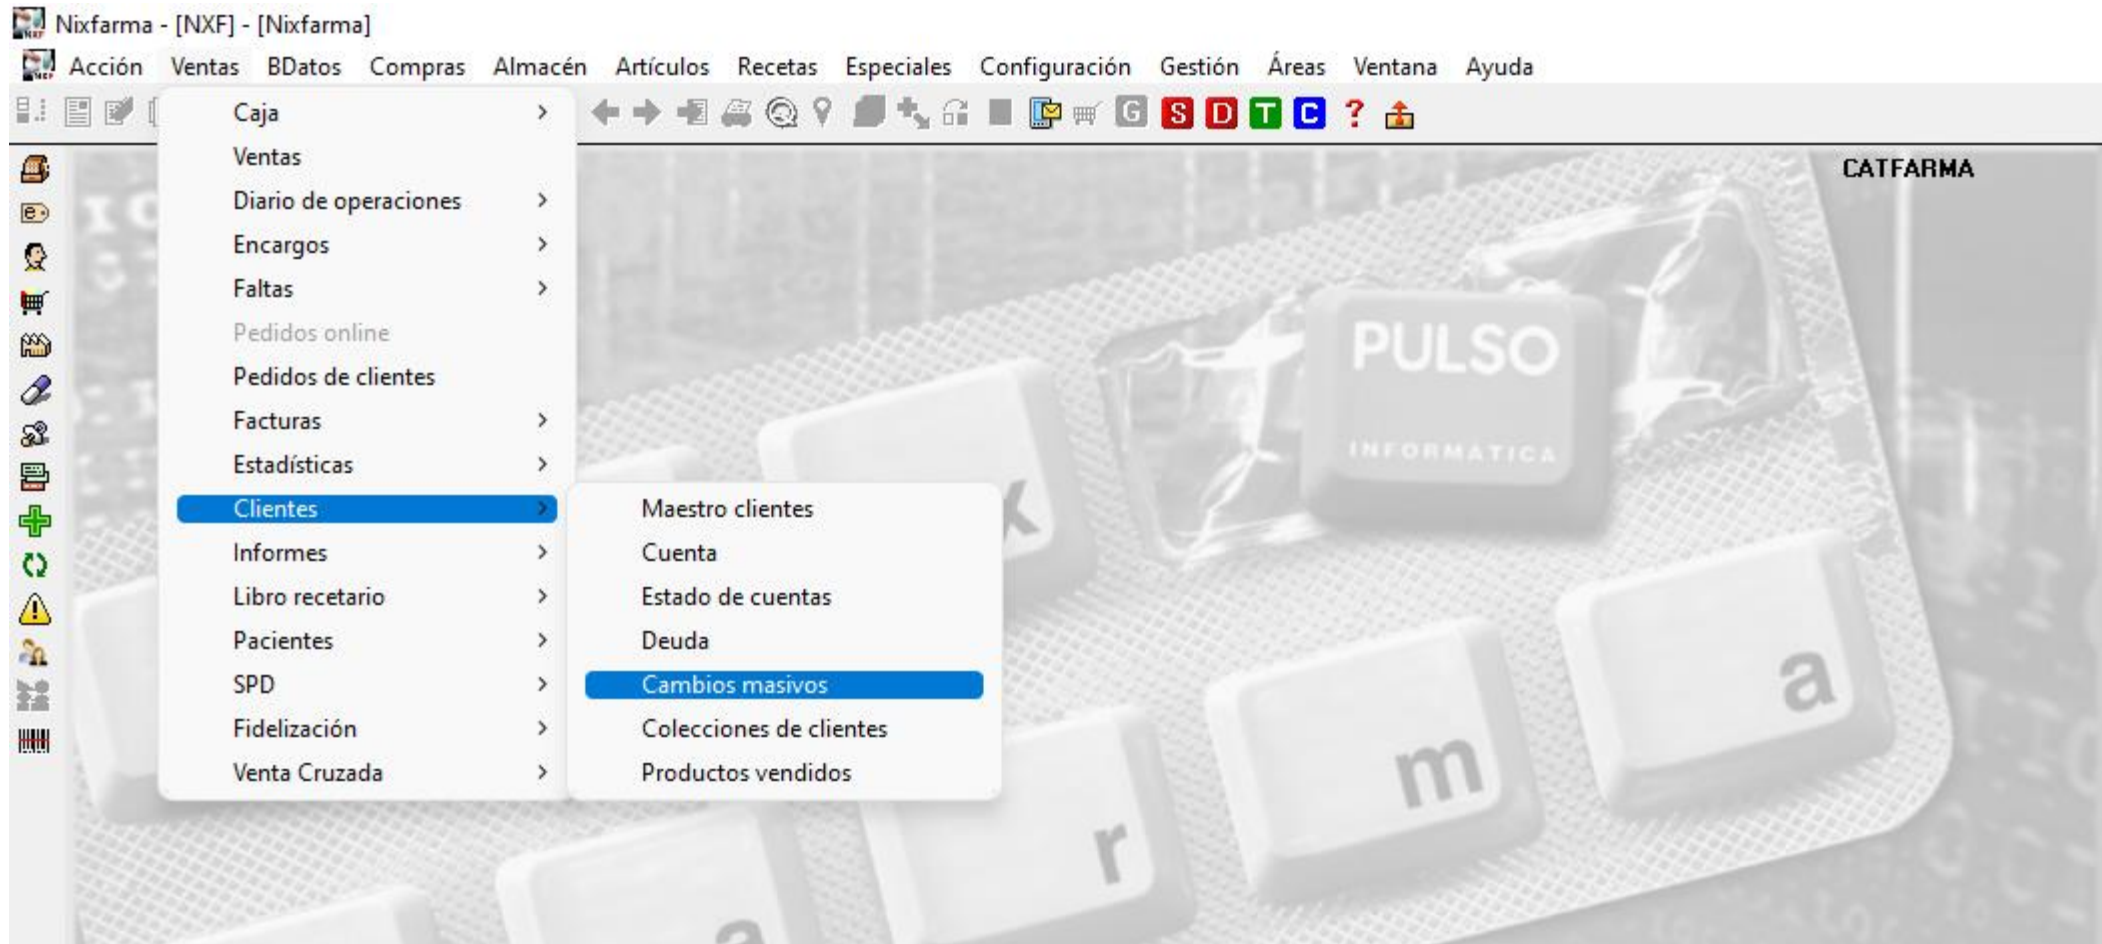 Nixfarma - [NXF] - [Nixfarma]
Acción Ventas BDatos Compras Almacén Artículos Recetas Especiales Configuración Gestión Áreas Ventana Ayuda
G S D T C ?
CATFARMA
Caja
Ventas
Diario de operaciones
Encargos
Faltas
Pedidos online
Pedidos de clientes
Facturas
Estadísticas
Clientes
Informes
Libro recetario
Pacientes
SPD
Fidelización
Venta Cruzada
Maestro clientes
Cuenta
Estado de cuentas
Deuda
Cambios masivos
Colecciones de clientes
Productos vendidos
PULSO
INFORMATICA
x
a
r
m
a